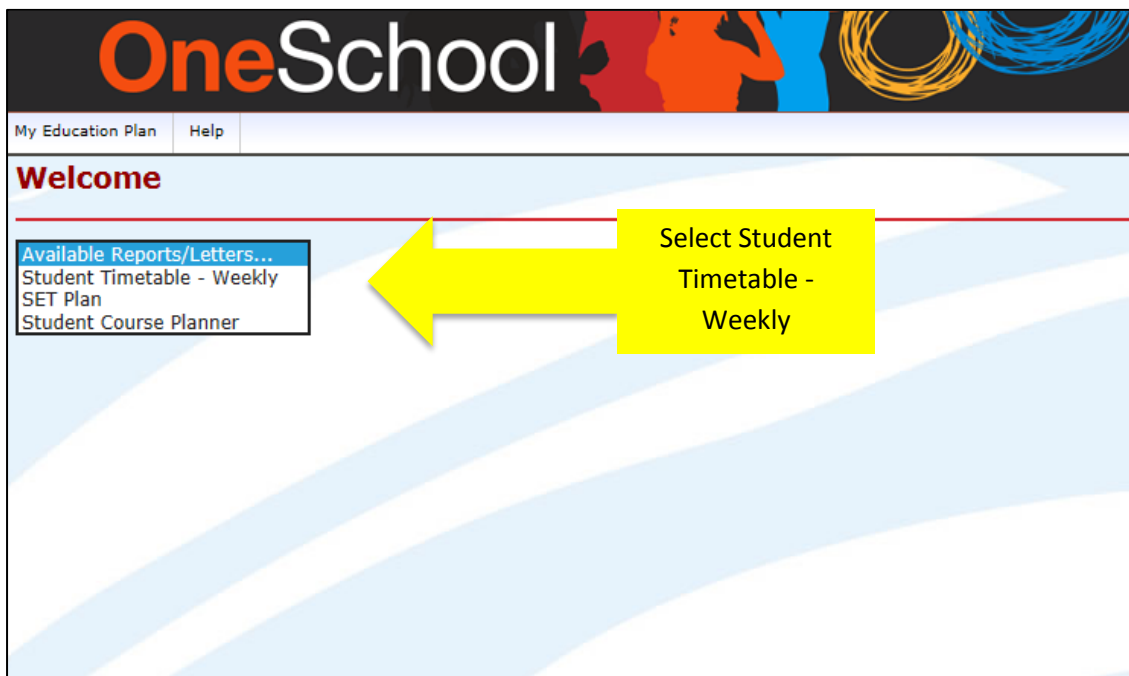 OneSchool
My Education Plan Help
Welcome
Available Reports/Letters...
Student Timetable - Weekly
SET Plan
Student Course Planner
Select Student
Timetable -
Weekly